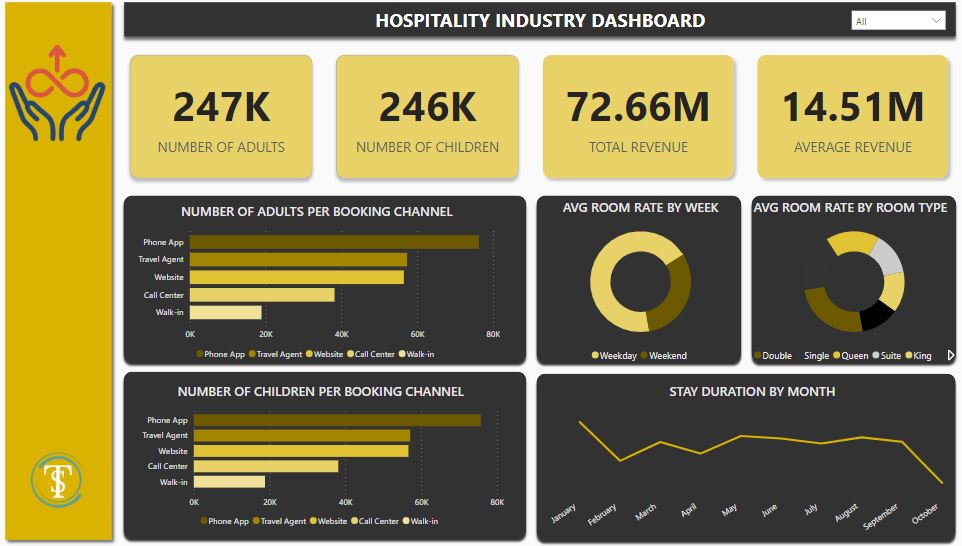 HOSPITALITY INDUSTRY DASHBOARD
All
247K
NUMBER OF ADULTS
246K
NUMBER OF CHILDREN
72.66M
TOTAL REVENUE
14.51M
AVERAGE REVENUE
NUMBER OF ADULTS PER BOOKING CHANNEL
Phone App
Travel Agent
Website
Call Center
Walk-in
0K 20K 40K 60K 80K
Phone App Travel Agent Website Call Center Walk-in
AVG ROOM RATE BY WEEK
Weekday Weekend
AVG ROOM RATE BY ROOM TYPE
Double Single Queen Suite King
NUMBER OF CHILDREN PER BOOKING CHANNEL
Phone App
Travel Agent
Website
Call Center
Walk-in
0K 20K 40K 60K 80K
Phone App Travel Agent Website Call Center Walk-in
STAY DURATION BY MONTH
January February March April May June July August September October